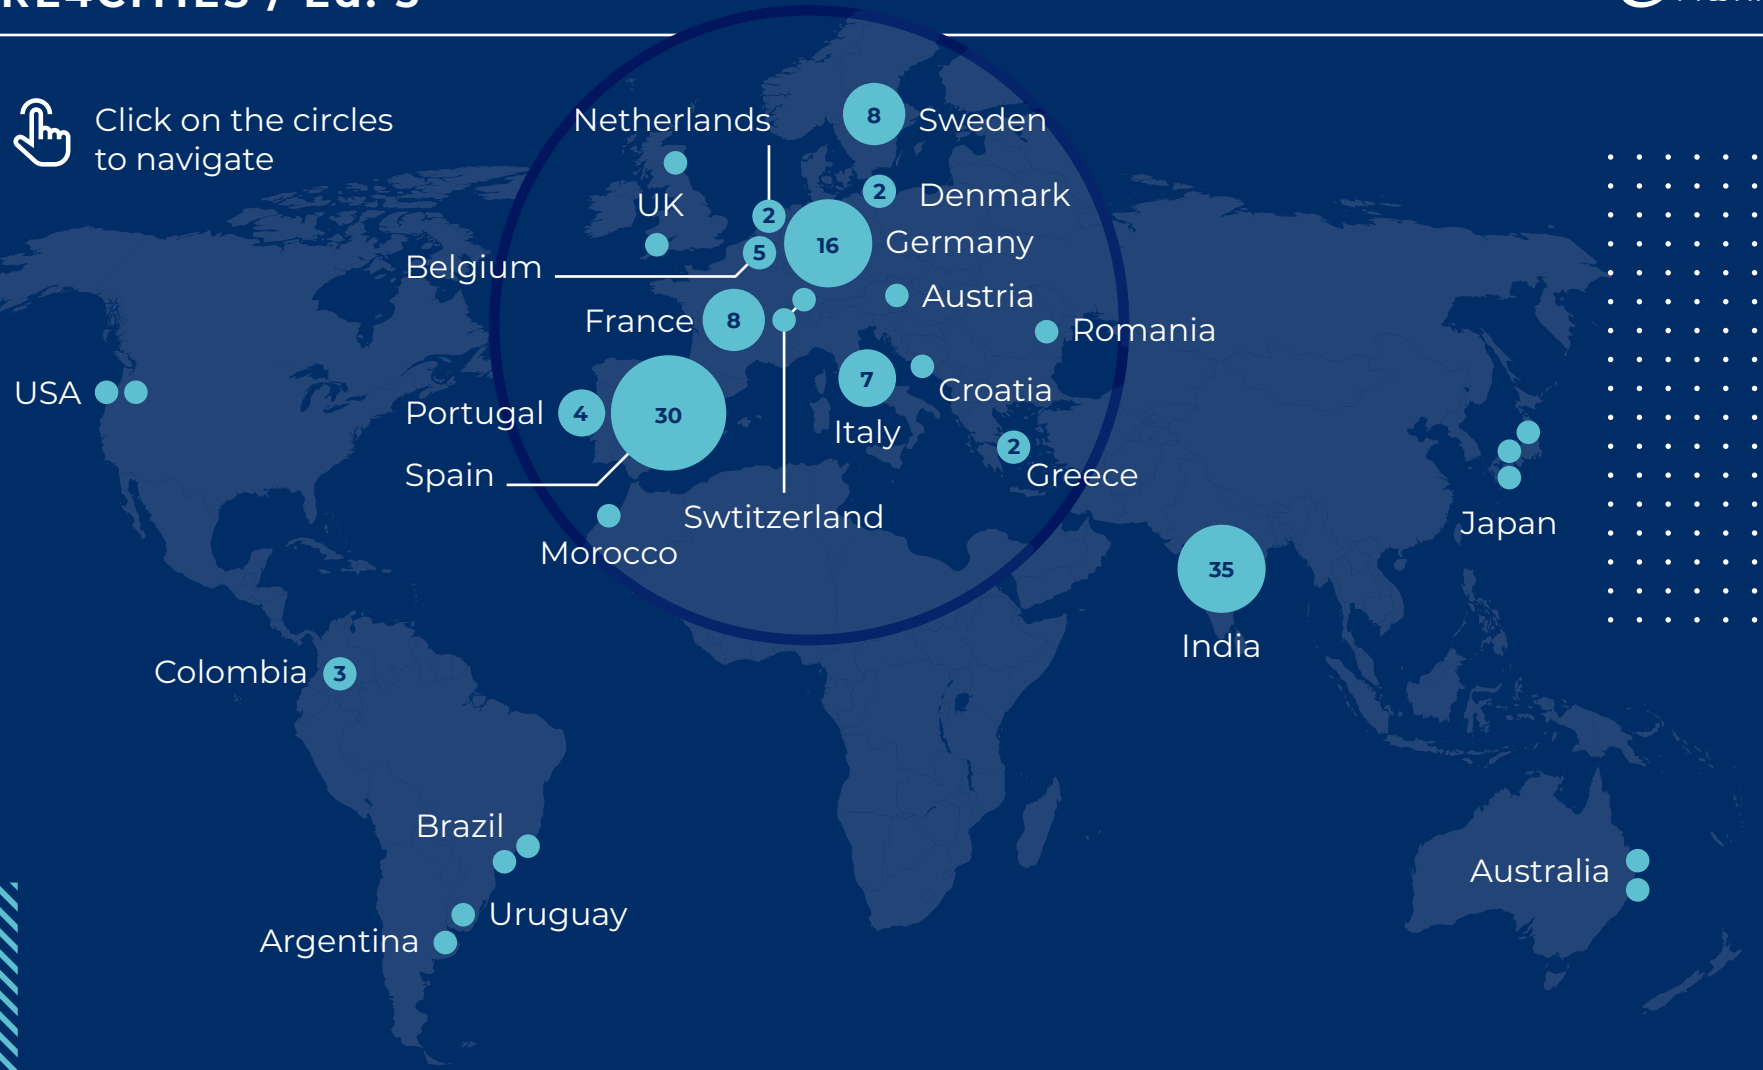 / Ed. 3
Click on the circles
to navigate
Netherlands
8
Sweden
UK
2
Denmark
2
5
16
Germany
Belgium
Austria
France
8
Romania
USA
7
Croatia
Portugal
4
30
Italy
2
Spain
Greece
Swtitzerland
Morocco
Japan
35
India
Colombia
3
Brazil
Australia
Uruguay
Argentina